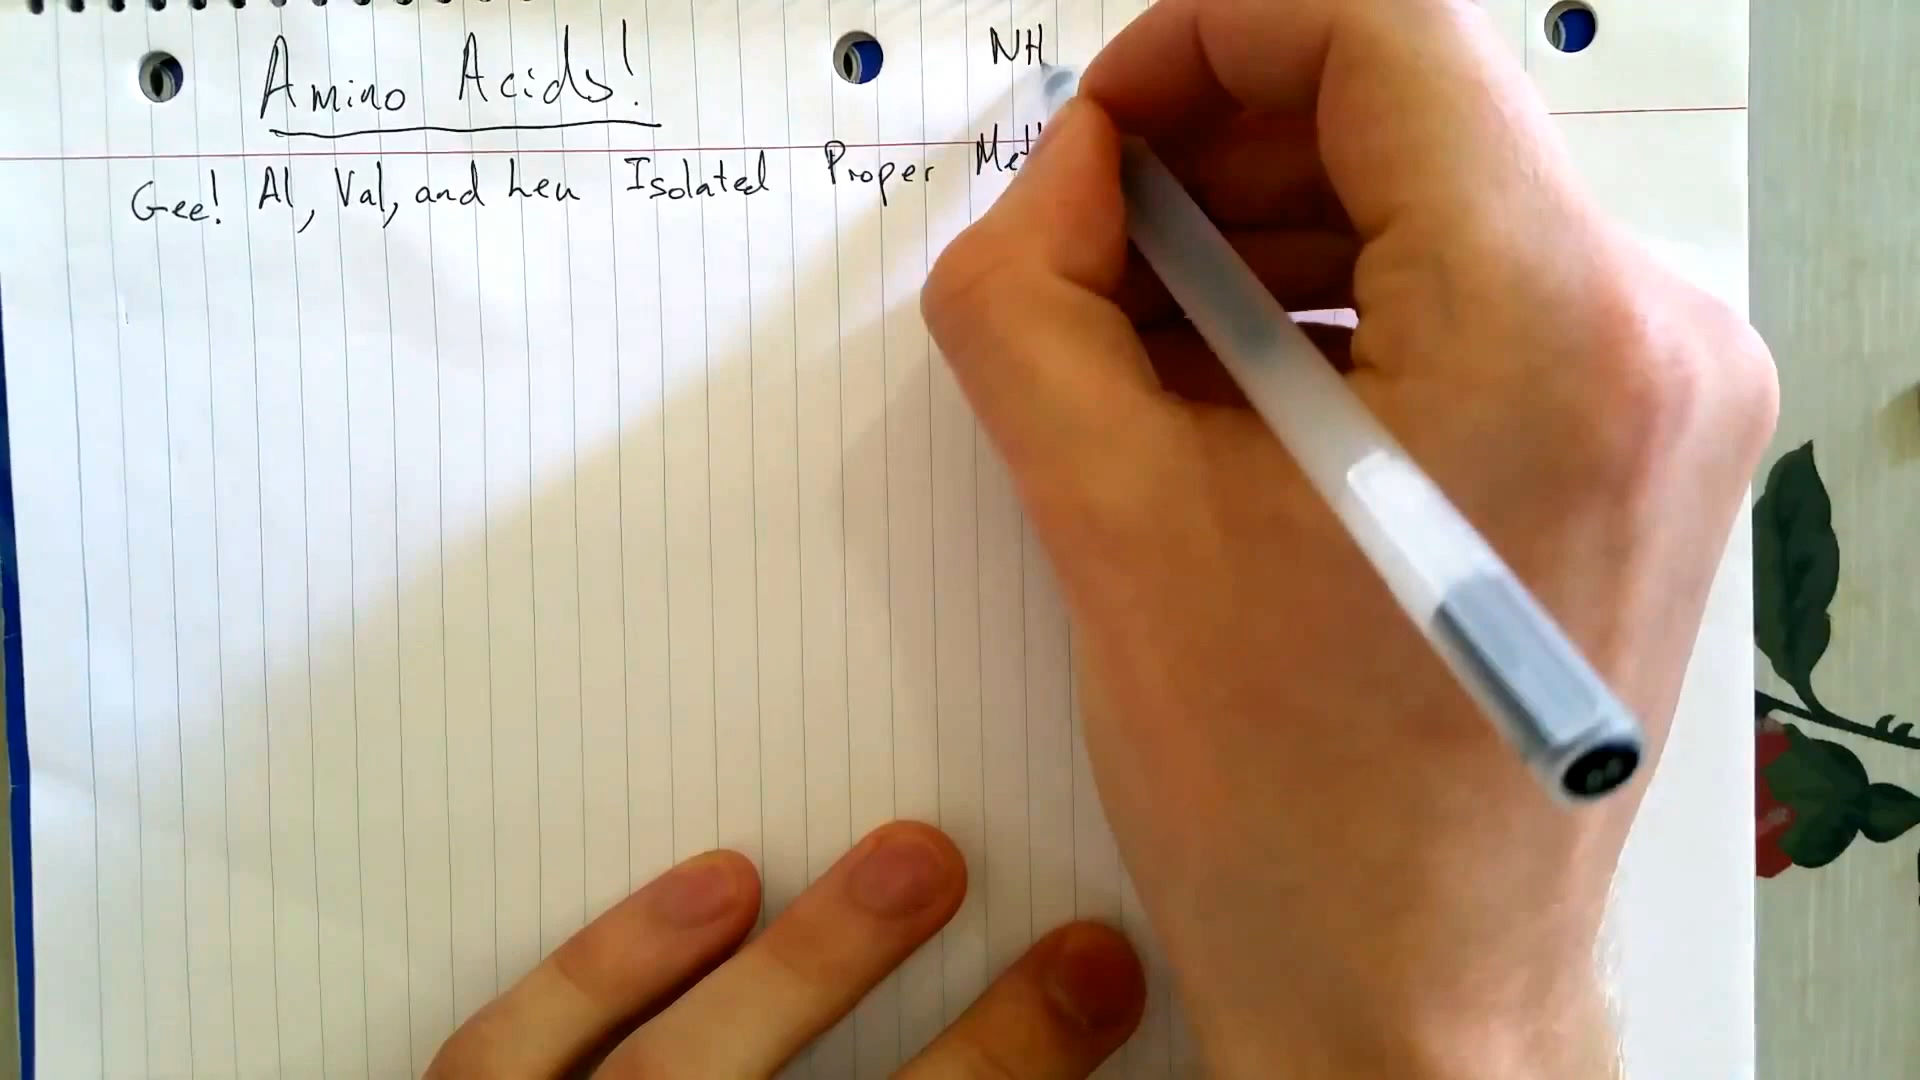 Amino Acids!
NH
Gee! Al, Val, and Leu Isolated Proper